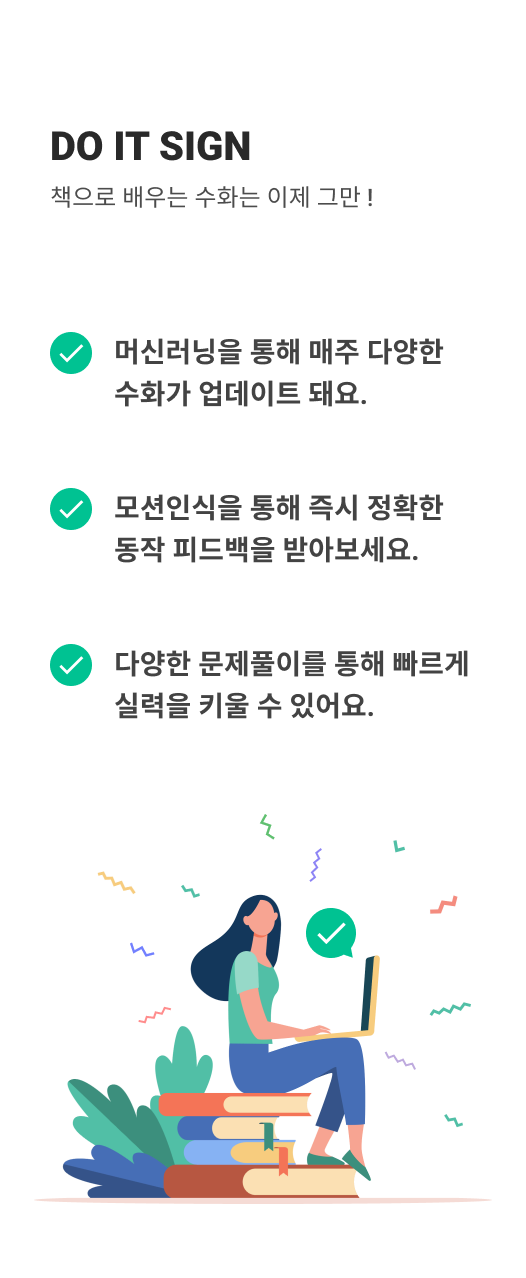 DO IT SIGN
책으로 배우는 수화는 이제 그만 !
머신러닝을 통해 매주 다양한
수화가 업데이트 돼요.
모션인식을 통해 즉시 정확한
동작 피드백을 받아보세요.
다양한 문제풀이를 통해 빠르게
실력을 키울 수 있어요.